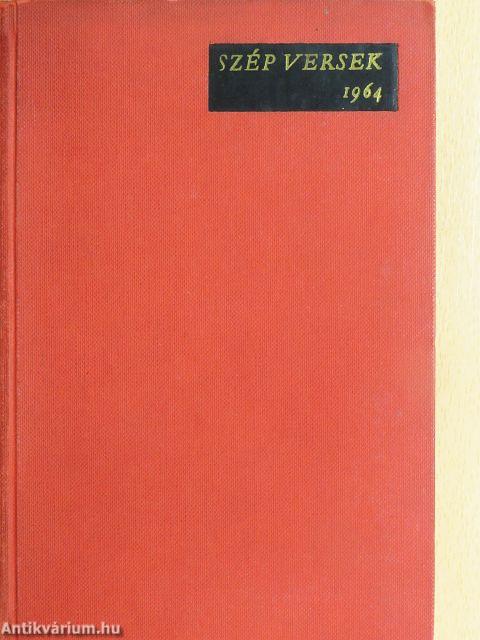 SZÉP VERSEK
1964
Antikvárium.hu